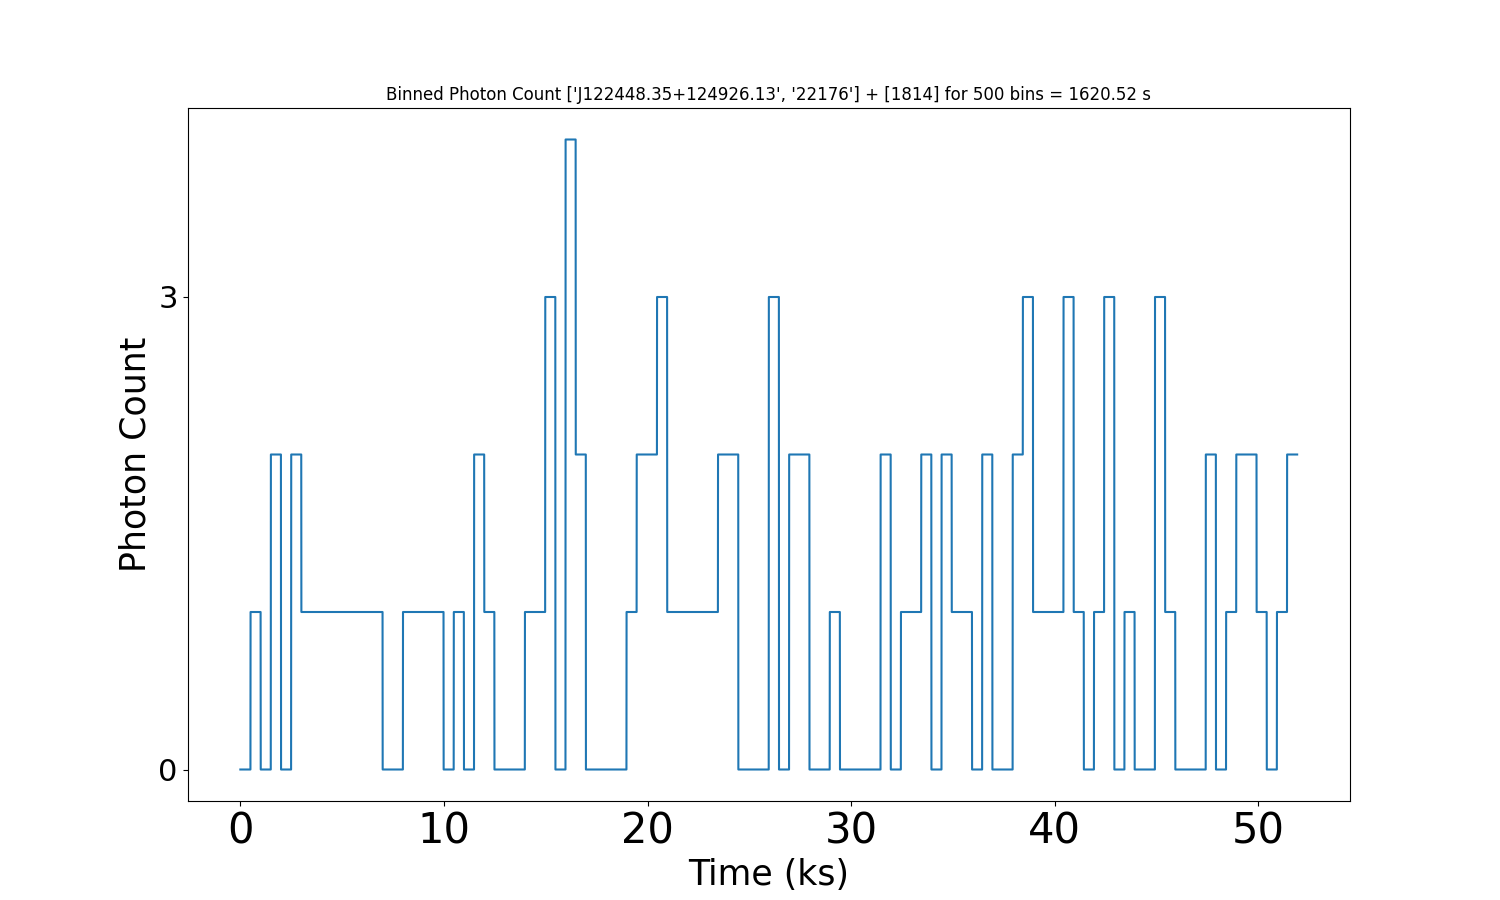 Binned Photon Count ['J122448.35+124926.13', '22176'] + [1814] for 500 bins = 1620.52 s
3
Photon Count
0
0 10 20 30 40 50
Time (ks)